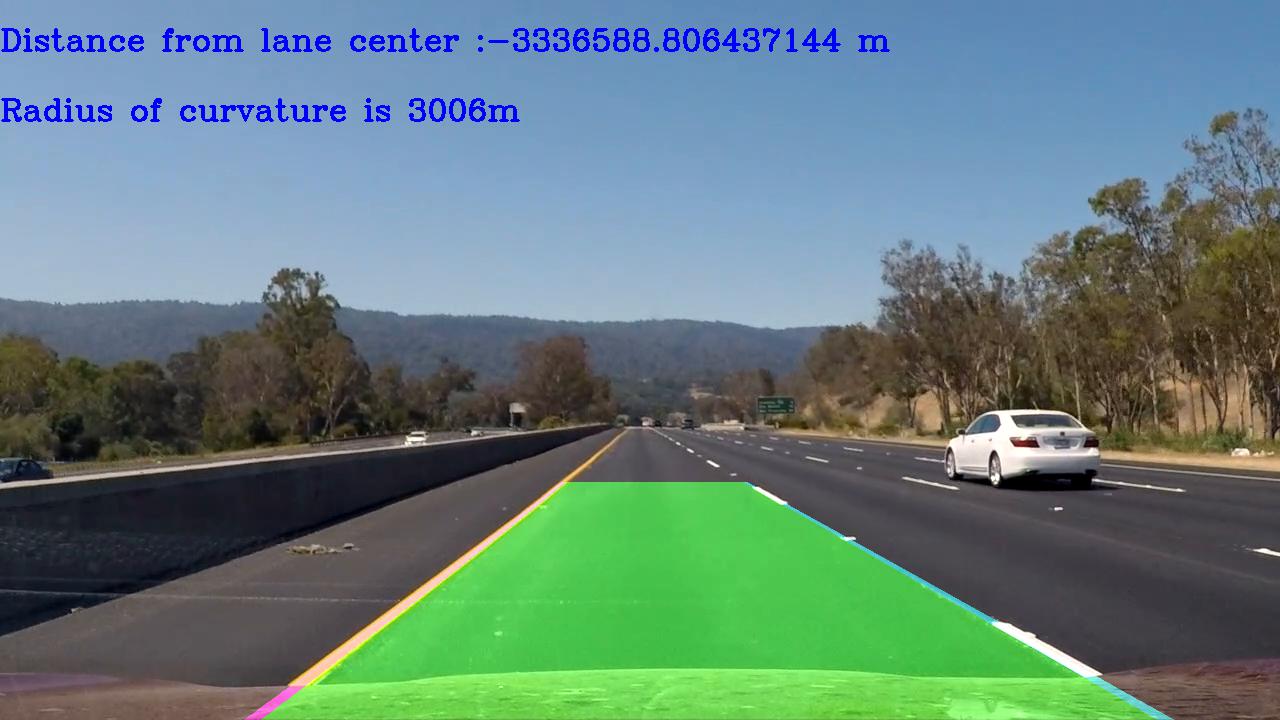 Distance from lane center :-3336588.806437144 m
Radius of curvature is 3006m